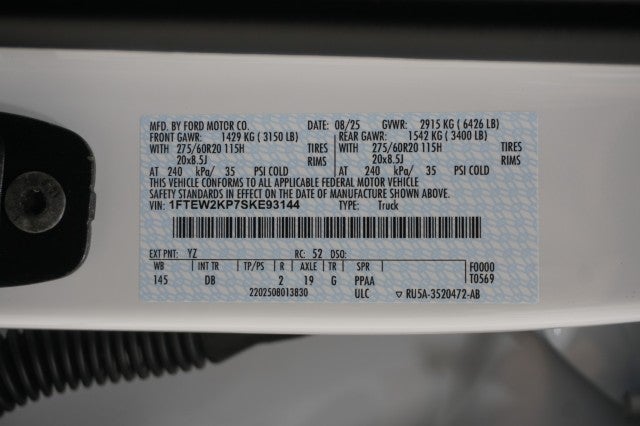 MFD. BY FORD MOTOR CO. DATE: 08/25 GVWR: 2915 KG ( 6426 LB)
FRONT GAWR: 1429 KG ( 3150 LB) REAR GAWR: 1542 KG ( 3400 LB)
WITH 275/60R20 115H TIRES WITH 275/60R20 115H TIRES
20x8.5J RIMS 20x8.5J RIMS
AT 240 kPa/ 35 PSI COLD AT 240 kPa/ 35 PSI COLD
THIS VEHICLE CONFORMS TO ALL APPLICABLE FEDERAL MOTOR VEHICLE
SAFETY STANDARDS IN EFFECT ON THE DATE OF MANUFACTURE SHOWN ABOVE.
VIN: 1FTEW2KP7SKE93144 TYPE: Truck
EXT PNT: YZ RC: 52 DSO:
WB INT TR TP/PS R AXLE TR SPR F0000
145 DB 2 19 G PPAA T0569
2202508013830 ULC ▽ RU5A-3520472-AB